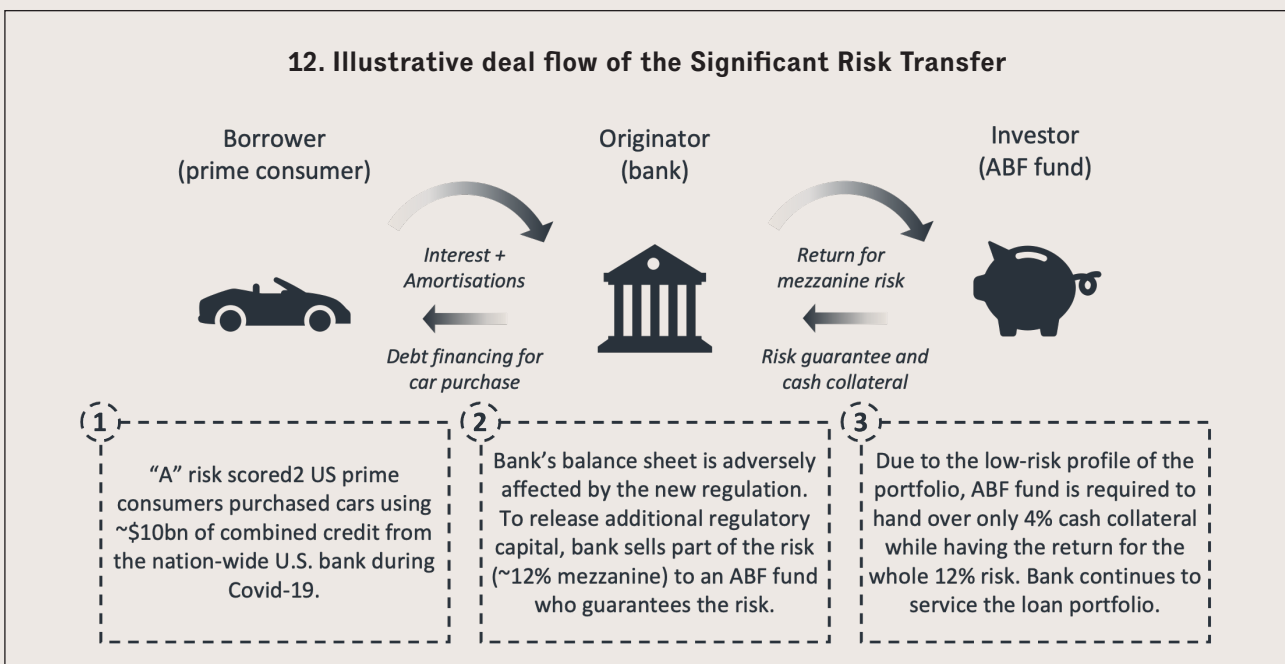 12. Illustrative deal flow of the Significant Risk Transfer
Borrower
(prime consumer)
Originator
(bank)
Investor
(ABF fund)
Interest +
Amortisations
Return for
mezzanine risk
Debt financing for
car purchase
Risk guarantee and
cash collateral
1
“A” risk scored2 US prime
consumers purchased cars using
~$10bn of combined credit from
the nation-wide U.S. bank during
Covid-19.
2
Bank’s balance sheet is adversely
affected by the new regulation.
To release additional regulatory
capital, bank sells part of the risk
(~12% mezzanine) to an ABF fund
who guarantees the risk.
3
Due to the low-risk profile of the
portfolio, ABF fund is required to
hand over only 4% cash collateral
while having the return for the
whole 12% risk. Bank continues to
service the loan portfolio.